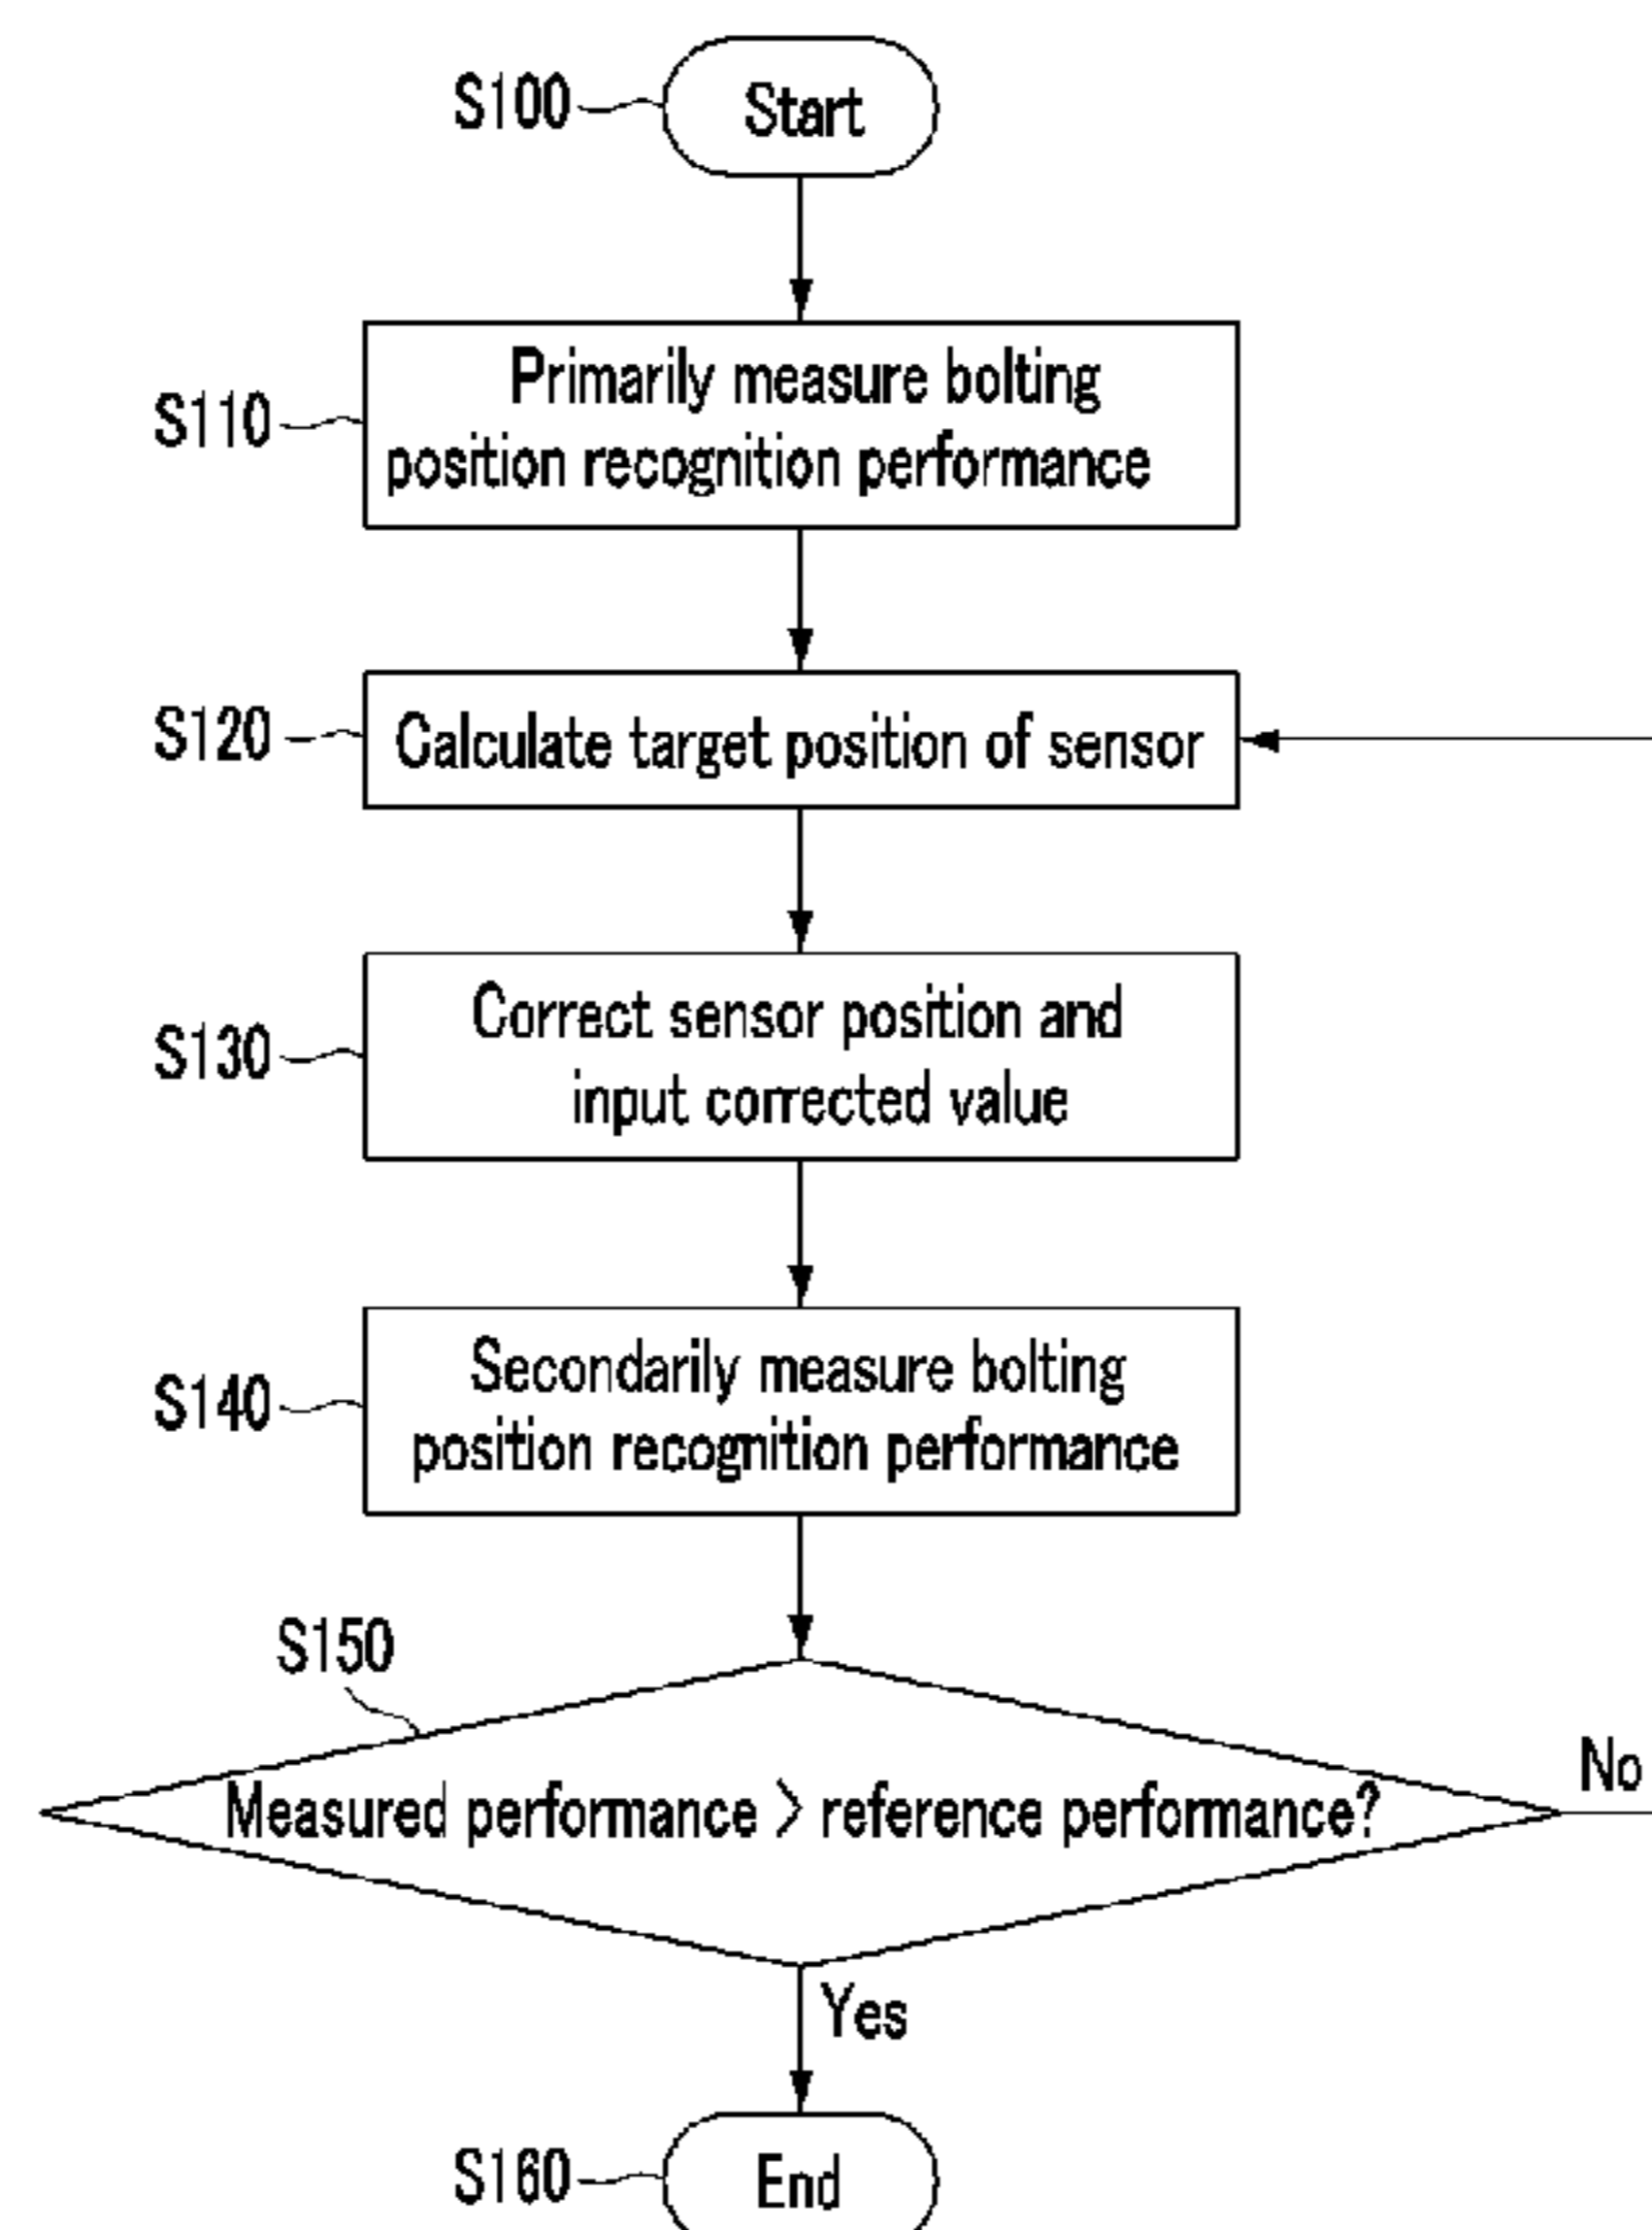 S100
Start
S110
Primarily measure bolting
position recognition performance
S120
Calculate target position of sensor
S130
Correct sensor position and
input corrected value
S140
Secondarily measure bolting
position recognition performance
S150
Measured performance > reference performance?
No
Yes
S160
End